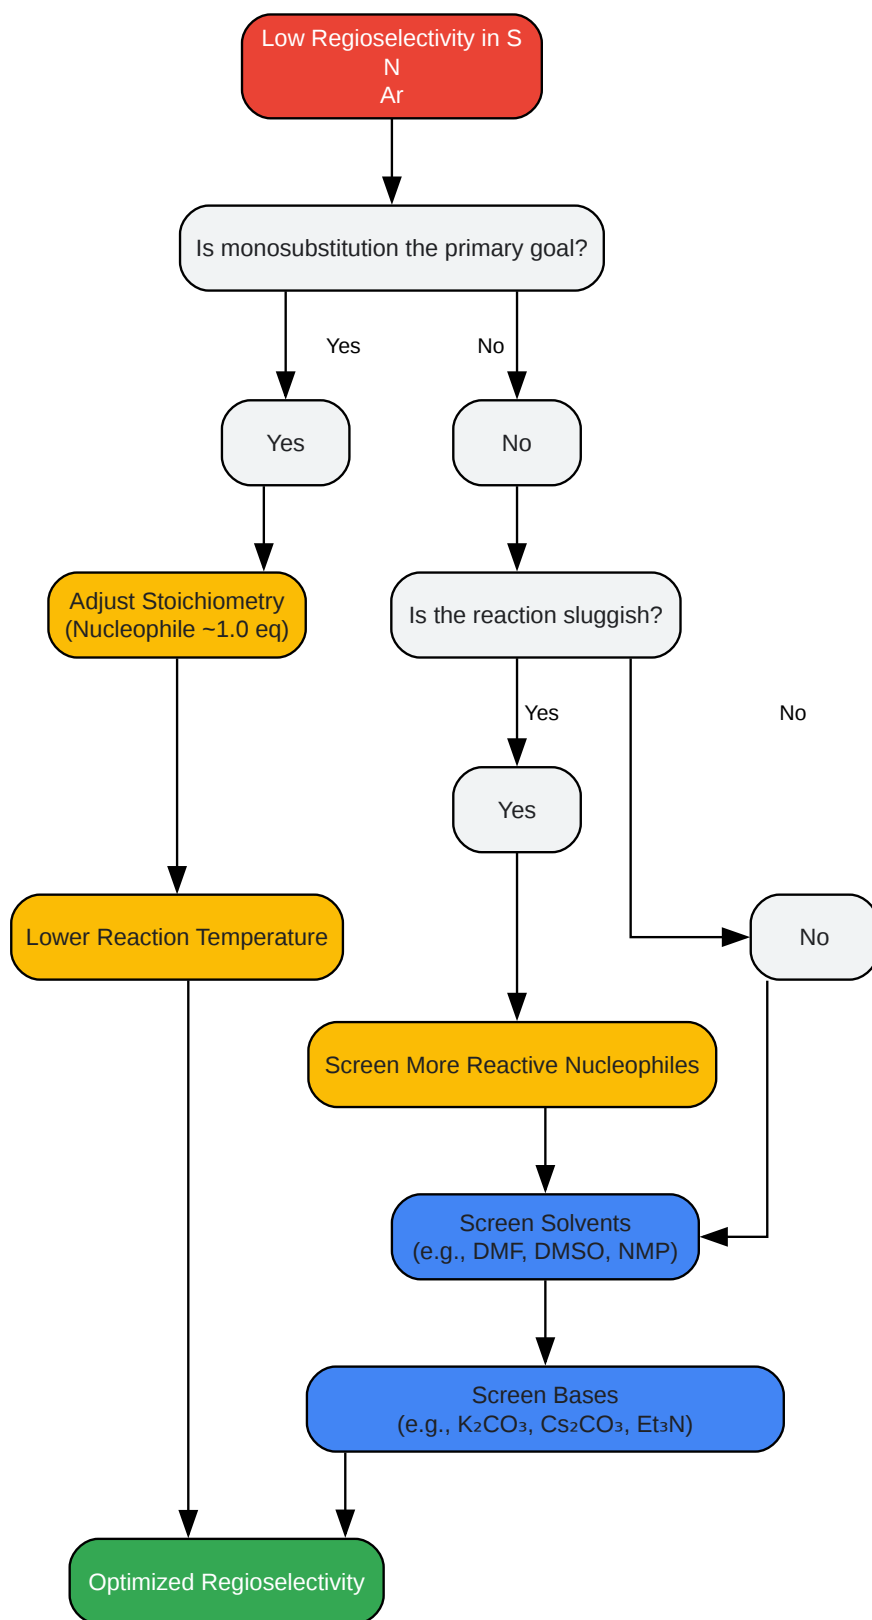 Low Regioselectivity in S
N
Ar
Is monosubstitution the primary goal?
Yes
No
Yes
No
Adjust Stoichiometry
(Nucleophile ~1.0 eq)
Is the reaction sluggish?
Yes
No
Yes
Lower Reaction Temperature
No
Screen More Reactive Nucleophiles
Screen Solvents
(e.g., DMF, DMSO, NMP)
Screen Bases
(e.g., K₂CO₃, Cs₂CO₃, Et₃N)
Optimized Regioselectivity